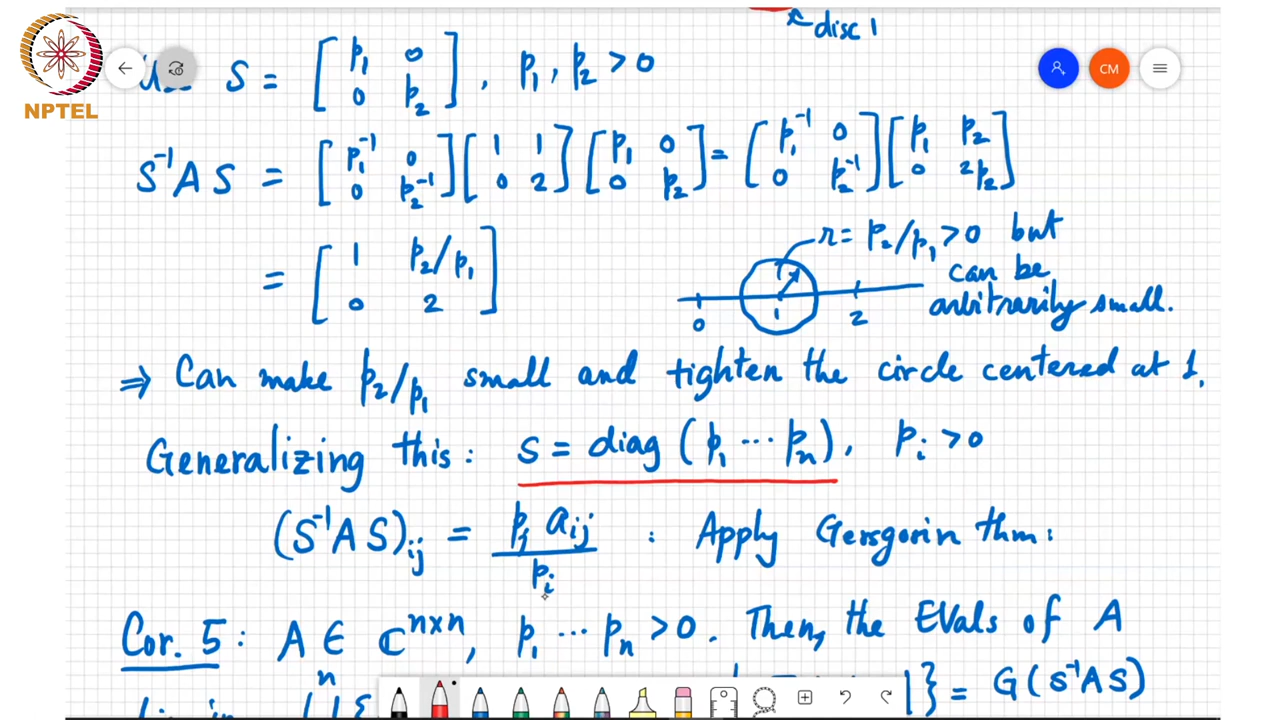 disc 1
S = [ p₁ 0 ; 0 p₂ ], p₁, p₂ > 0
NPTEL
CM
S⁻¹AS = [ p₁⁻¹ 0 ; 0 p₂⁻¹ ] [ 1 1 ; 0 2 ] [ p₁ 0 ; 0 p₂ ] = [ p₁⁻¹ 0 ; 0 p₂⁻¹ ] [ p₁ p₂ ; 0 2p₂ ]
= [ 1 p₂/p₁ ; 0 2 ]
r = p₂/p₁ > 0 but
can be
arbitrarily small.
0 1 2
⇒ Can make p₂/p₁ small and tighten the circle centered at 1.
Generalizing this: S = diag (p₁ ··· pₙ), pᵢ > 0
(S⁻¹AS)ᵢⱼ = pⱼ aᵢⱼ / pᵢ : Apply Gersgorin thm:
Cor. 5: A ∈ ℂⁿˣⁿ, p₁ ··· pₙ > 0. Then, the EVals of A
n
|} = G(S⁻¹AS)